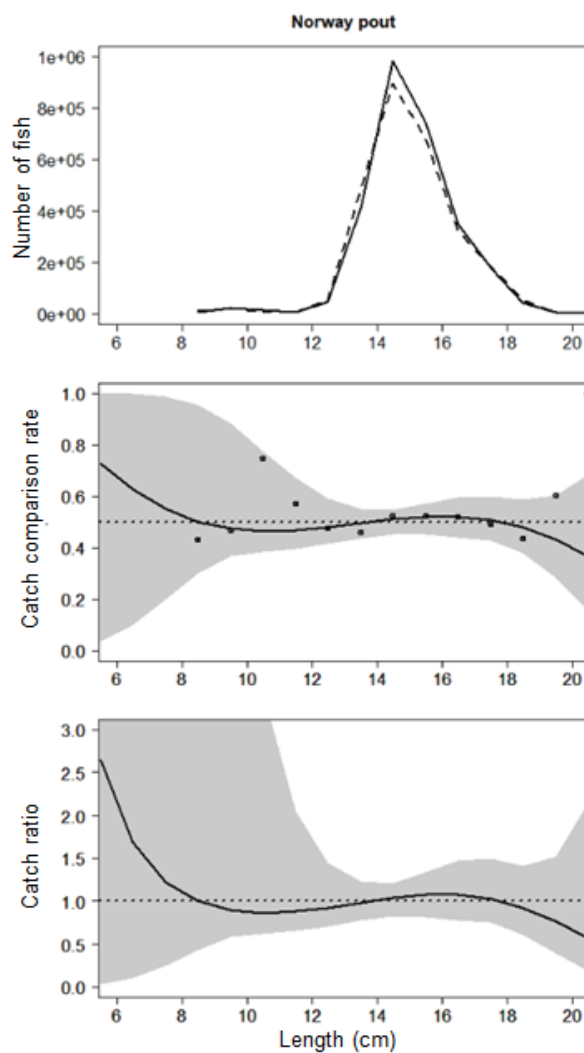 Norway pout
Number of fish
1e+06
8e+05
6e+05
4e+05
2e+05
0e+00
6 8 10 12 14 16 18 20
Catch comparison rate
1.0
0.8
0.6
0.4
0.2
0.0
6 8 10 12 14 16 18 20
Catch ratio
3.0
2.5
2.0
1.5
1.0
0.5
0.0
6 8 10 12 14 16 18 20
Length (cm)